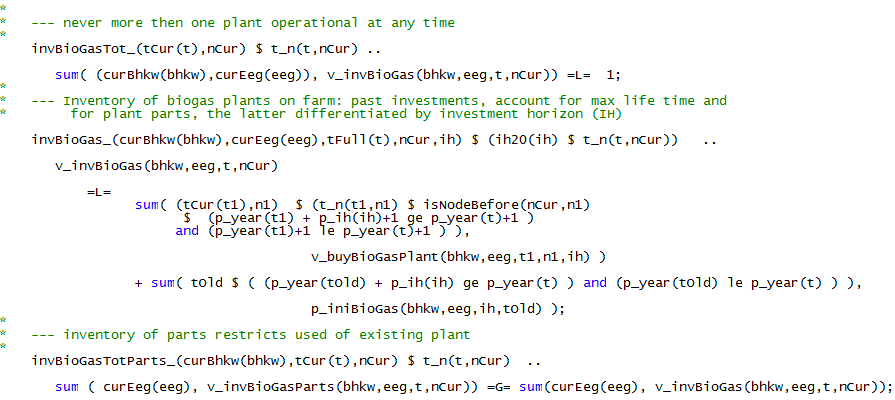 *
*   --- never more then one plant operational at any time
*
    invBioGasTot_(tCur(t),nCur) $ t_n(t,nCur) ..
       sum( (curBhkw(bhkw),curEeg(eeg)), v_invBioGas(bhkw,eeg,t,nCur)) =L=  1;
*
*   --- Inventory of biogas plants on farm: past investments, account for max life time and
*        for plant parts, the latter differentiated by investment horizon (IH)
    invBioGas_(curBhkw(bhkw),curEeg(eeg),tFull(t),nCur,ih) $ (ih20(ih) $ t_n(t,nCur))   ..
       v_invBioGas(bhkw,eeg,t,nCur)
           =L=
                 sum( (tCur(t1),n1)  $ (t_n(t1,n1) $ isNodeBefore(nCur,n1)
                       $  (p_year(t1) + p_ih(ih)+1 ge p_year(t)+1 )
                      and (p_year(t1)+1 le p_year(t)+1 ) ),
                                       v_buyBioGasPlant(bhkw,eeg,t1,n1,ih) )
                 + sum( tOld $ ( (p_year(tOld) + p_ih(ih) ge p_year(t) ) and (p_year(tOld) le p_year(t) ) ),
                                       p_iniBioGas(bhkw,eeg,ih,tOld) );
*
*   --- inventory of parts restricts used of existing plant
*
    invBioGasTotParts_(curBhkw(bhkw),tCur(t),nCur) $ t_n(t,nCur)  ..
       sum ( curEeg(eeg), v_invBioGasParts(bhkw,eeg,t,nCur)) =G= sum(curEeg(eeg), v_invBioGas(bhkw,eeg,t,nCur));